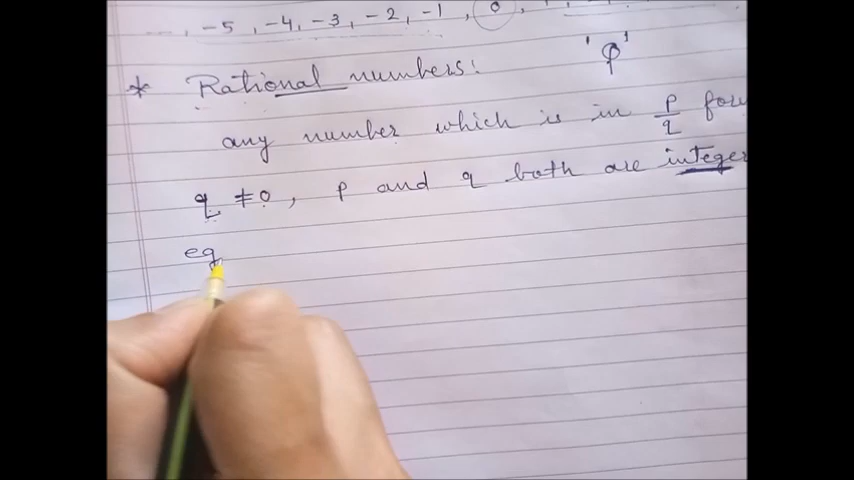 ..., -5, -4, -3, -2, -1, 0,
* Rational numbers: 'φ'
any number which is in p/q
q ≠ 0, p and q both are integer
eg